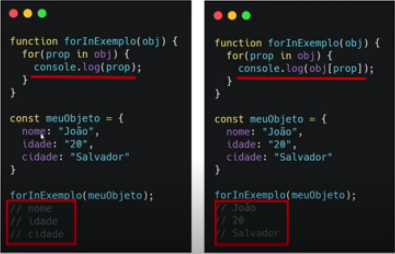 function forInExemplo(obj) {
for(prop in obj) {
console.log(prop);
}
}
const meuObjeto = {
nome: "João",
idade: "20",
cidade: "Salvador"
}
forInExemplo(meuObjeto);
// nome
// idade
// cidade
function forInExemplo(obj) {
for(prop in obj) {
console.log(obj[prop]);
}
}
const meuObjeto = {
nome: "João",
idade: "20",
cidade: "Salvador"
}
forInExemplo(meuObjeto);
// João
// 20
// Salvador